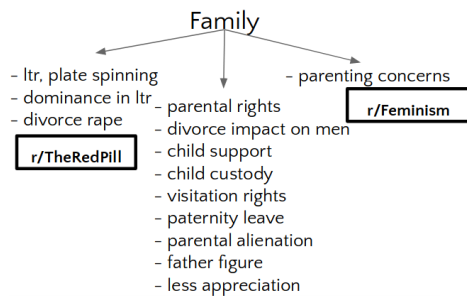 Family
- ltr, plate spinning
- dominance in ltr
- divorce rape
r/TheRedPill
- parental rights
- divorce impact on men
- child support
- child custody
- visitation rights
- paternity leave
- parental alienation
- father figure
- less appreciation
- parenting concerns
r/Feminism